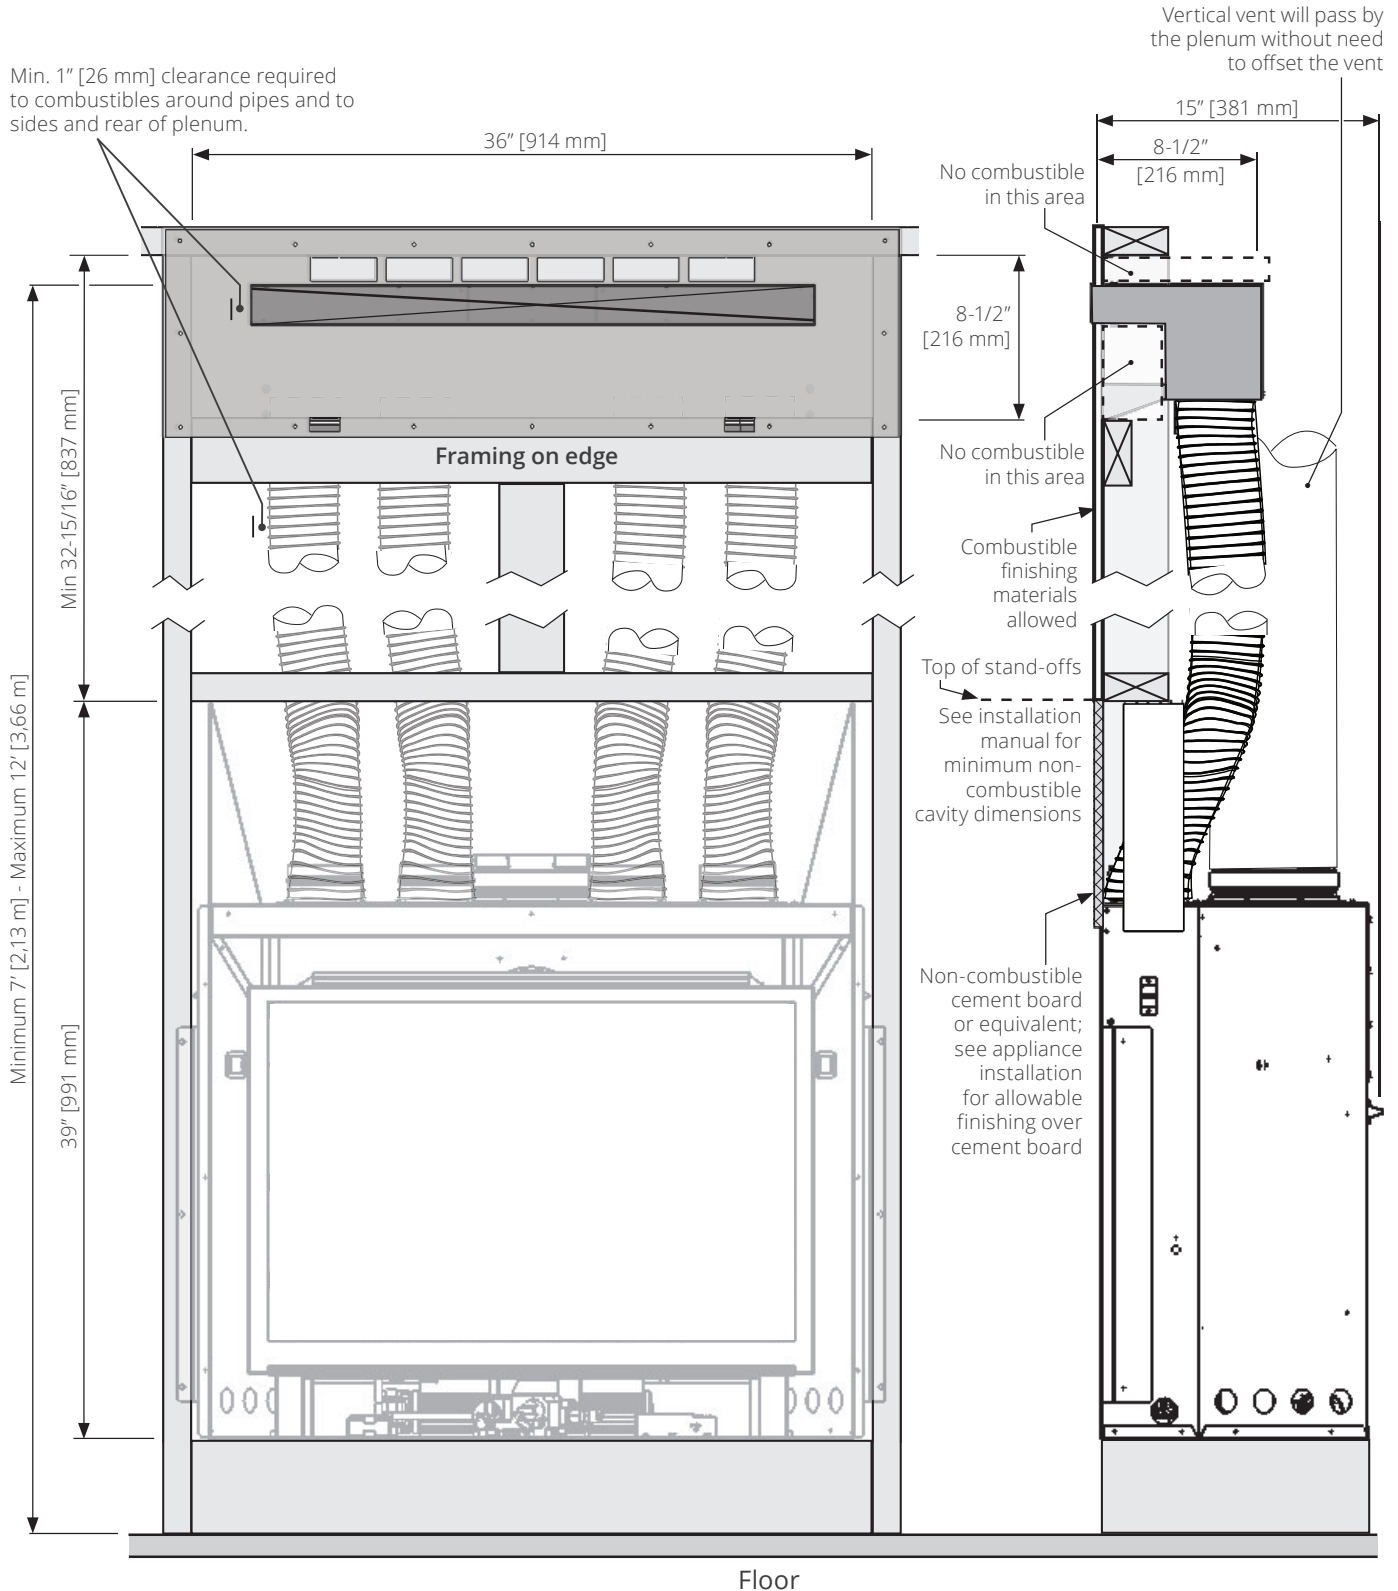 Vertical vent will pass by
the plenum without need
to offset the vent
Min. 1” [26 mm] clearance required
to combustibles around pipes and to
sides and rear of plenum.
36” [914 mm]
15” [381 mm]
8-1/2”
[216 mm]
No combustible
in this area
8-1/2”
[216 mm]
Min 32-15/16” [837 mm]
Framing on edge
No combustible
in this area
Combustible
finishing
materials
allowed
Top of stand-offs
See installation
manual for
minimum non-
combustible
cavity dimensions
Minimum 7’ [2,13 m] - Maximum 12’ [3,66 m]
39” [991 mm]
Non-combustible
cement board
or equivalent;
see appliance
installation
for allowable
finishing over
cement board
Floor